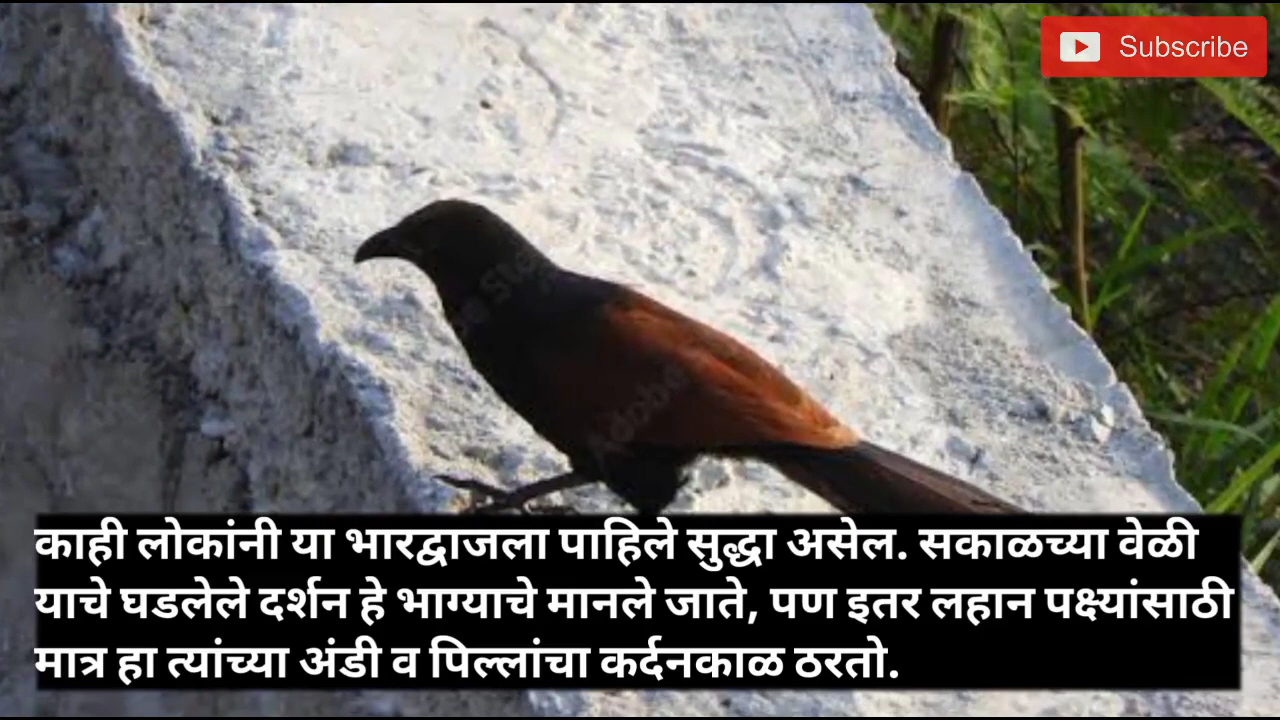 Subscribe
काही लोकांनी या भारद्वाजला पाहिले सुद्धा असेल. सकाळच्या वेळी
याचे घडलेले दर्शन हे भाग्याचे मानले जाते, पण इतर लहान पक्ष्यांसाठी
मात्र हा त्यांच्या अंडी व पिल्लांचा कर्दनकाळ ठरतो.